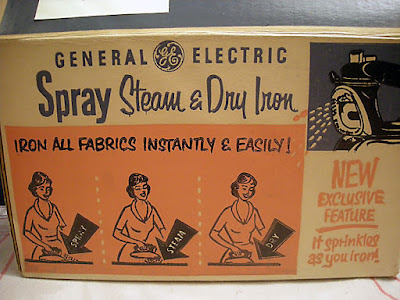 GENERAL GE ELECTRIC
Spray Steam & Dry Iron
IRON ALL FABRICS INSTANTLY & EASILY!
SPRAY
STEAM
DRY
NEW
EXCLUSIVE
FEATURE
It sprinkles
as you iron!